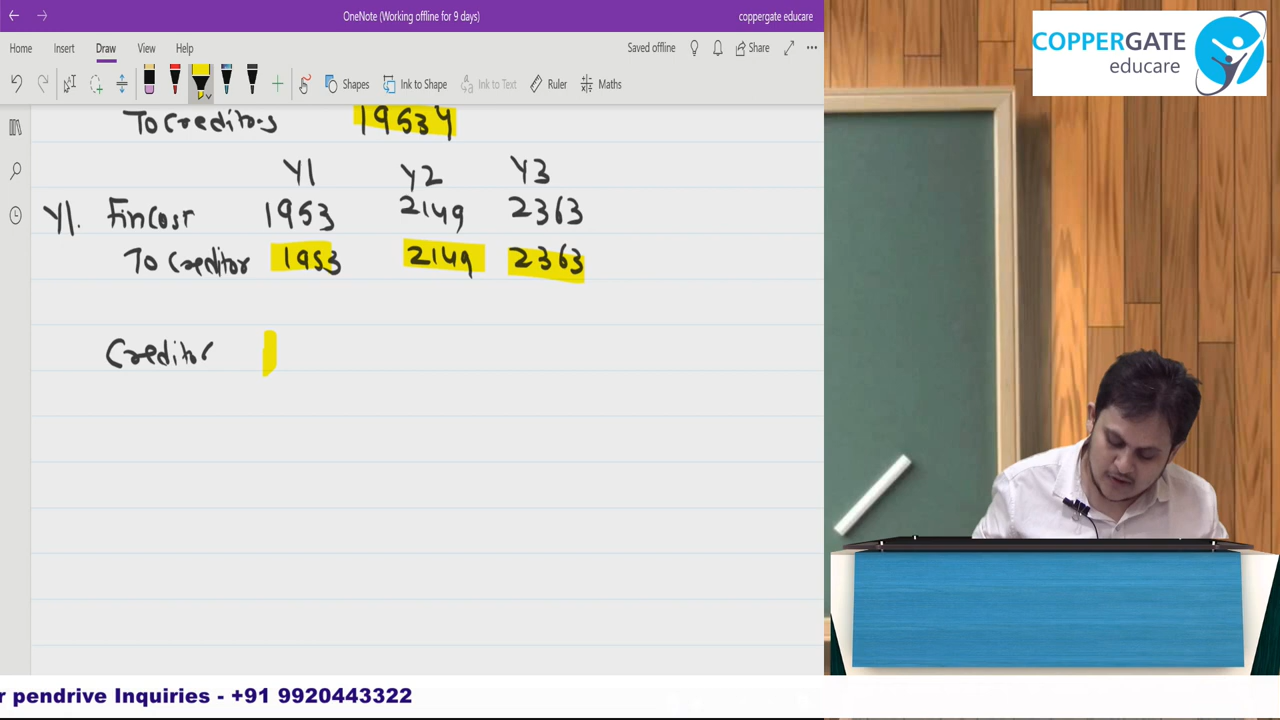 OneNote (Working offline for 9 days)
coppergate educare
Home Insert Draw View Help
Saved offline Share
Shapes Ink to Shape Ink to Text Ruler Maths
COPPERGATE
educare
To Creditors 19534
Y1 Y2 Y3
Y1. Fin Cost 1953 2149 2363
To Creditor 1953 2149 2363
Creditor
r pendrive Inquiries - +91 9920443322